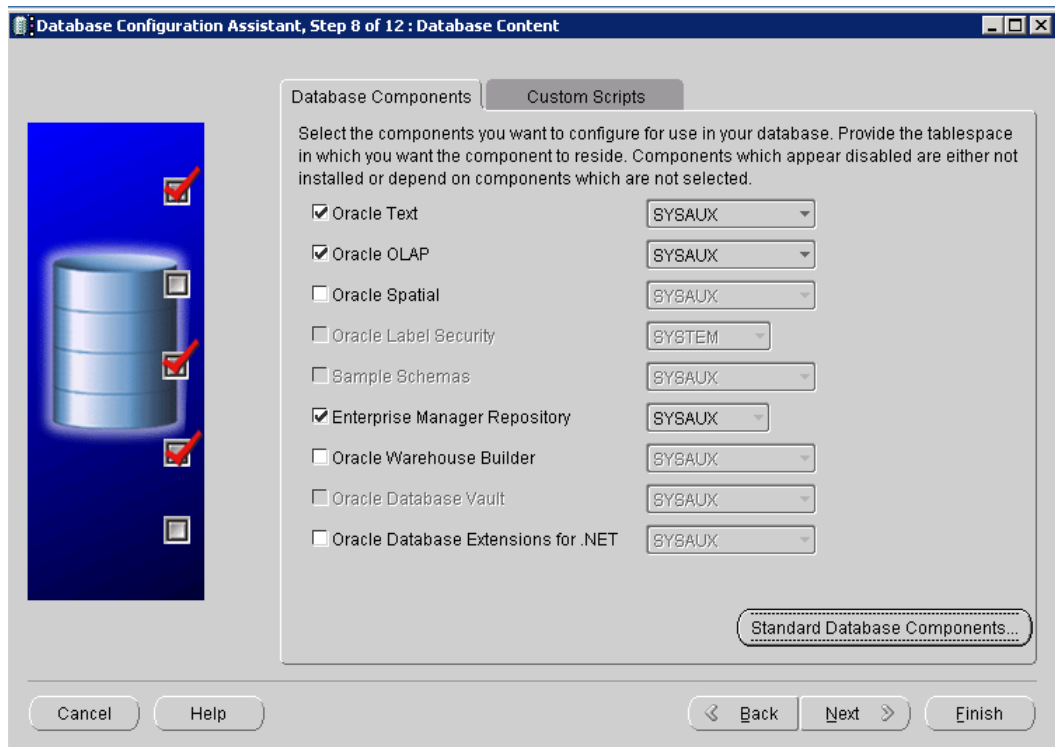 Database Configuration Assistant, Step 8 of 12 : Database Content
Database Components
Custom Scripts
Select the components you want to configure for use in your database. Provide the tablespace
in which you want the component to reside. Components which appear disabled are either not
installed or depend on components which are not selected.
Oracle Text SYSAUX
Oracle OLAP SYSAUX
Oracle Spatial SYSAUX
Oracle Label Security SYSTEM
Sample Schemas SYSAUX
Enterprise Manager Repository SYSAUX
Oracle Warehouse Builder SYSAUX
Oracle Database Vault SYSAUX
Oracle Database Extensions for .NET SYSAUX
Standard Database Components...
Cancel Help Back Next Finish